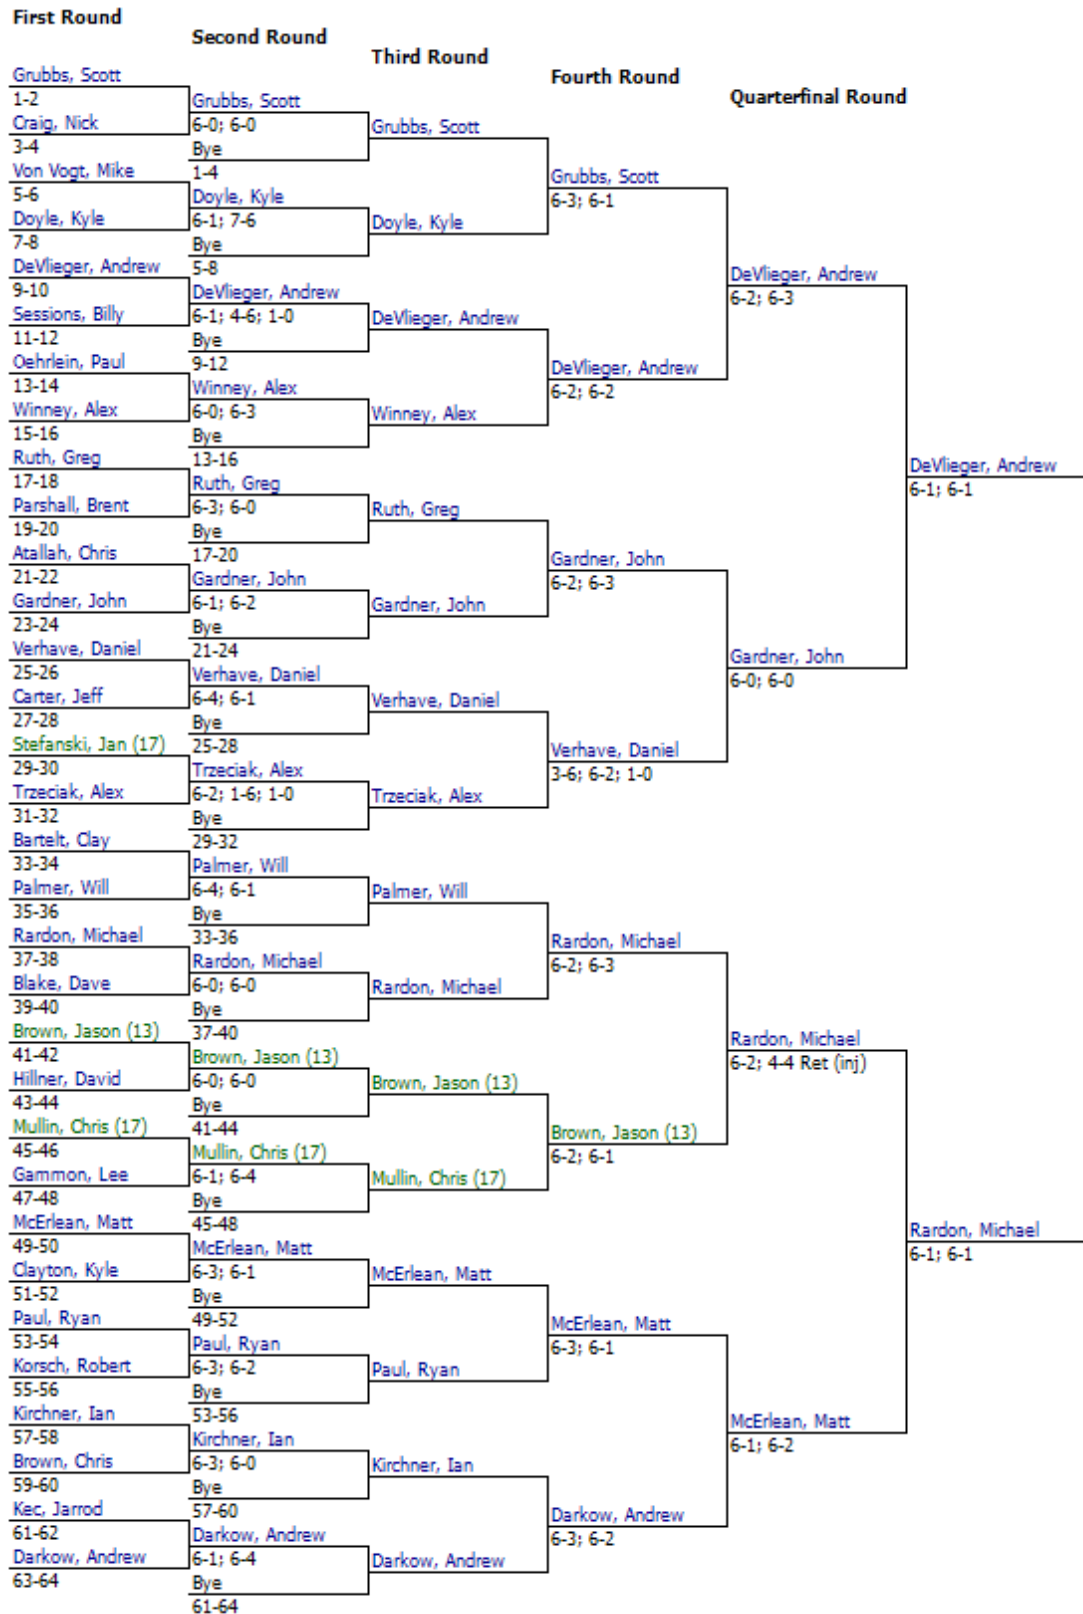 First Round
Second Round
Third Round
Fourth Round
Quarterfinal Round
Grubbs, Scott
1-2
Craig, Nick
3-4
Von Vogt, Mike
5-6
Doyle, Kyle
7-8
DeVlieger, Andrew
9-10
Sessions, Billy
11-12
Oehrlein, Paul
13-14
Winney, Alex
15-16
Ruth, Greg
17-18
Parshall, Brent
19-20
Atallah, Chris
21-22
Gardner, John
23-24
Verhave, Daniel
25-26
Carter, Jeff
27-28
Stefanski, Jan (17)
29-30
Trzeciak, Alex
31-32
Bartelt, Clay
33-34
Palmer, Will
35-36
Rardon, Michael
37-38
Blake, Dave
39-40
Brown, Jason (13)
41-42
Hillner, David
43-44
Mullin, Chris (17)
45-46
Gammon, Lee
47-48
McErlean, Matt
49-50
Clayton, Kyle
51-52
Paul, Ryan
53-54
Korsch, Robert
55-56
Kirchner, Ian
57-58
Brown, Chris
59-60
Kec, Jarrod
61-62
Darkow, Andrew
63-64
Grubbs, Scott
6-0; 6-0
Bye
1-4
Doyle, Kyle
6-1; 7-6
Bye
5-8
DeVlieger, Andrew
6-1; 4-6; 1-0
Bye
9-12
Winney, Alex
6-0; 6-3
Bye
13-16
Ruth, Greg
6-3; 6-0
Bye
17-20
Gardner, John
6-1; 6-2
Bye
21-24
Verhave, Daniel
6-4; 6-1
Bye
25-28
Trzeciak, Alex
6-2; 1-6; 1-0
Bye
29-32
Palmer, Will
6-4; 6-1
Bye
33-36
Rardon, Michael
6-0; 6-0
Bye
37-40
Brown, Jason (13)
6-0; 6-0
Bye
41-44
Mullin, Chris (17)
6-1; 6-4
Bye
45-48
McErlean, Matt
6-3; 6-1
Bye
49-52
Paul, Ryan
6-3; 6-2
Bye
53-56
Kirchner, Ian
6-3; 6-0
Bye
57-60
Darkow, Andrew
6-1; 6-4
Bye
61-64
Grubbs, Scott
Doyle, Kyle
DeVlieger, Andrew
Winney, Alex
Ruth, Greg
Gardner, John
Verhave, Daniel
Trzeciak, Alex
Palmer, Will
Rardon, Michael
Brown, Jason (13)
Mullin, Chris (17)
McErlean, Matt
Paul, Ryan
Kirchner, Ian
Darkow, Andrew
Grubbs, Scott
6-3; 6-1
DeVlieger, Andrew
6-2; 6-2
Gardner, John
6-2; 6-3
Verhave, Daniel
3-6; 6-2; 1-0
Rardon, Michael
6-2; 6-3
Brown, Jason (13)
6-2; 6-1
McErlean, Matt
6-3; 6-1
Darkow, Andrew
6-3; 6-2
DeVlieger, Andrew
6-2; 6-3
Gardner, John
6-0; 6-0
Rardon, Michael
6-2; 4-4 Ret (inj)
McErlean, Matt
6-1; 6-2
DeVlieger, Andrew
6-1; 6-1
Rardon, Michael
6-1; 6-1